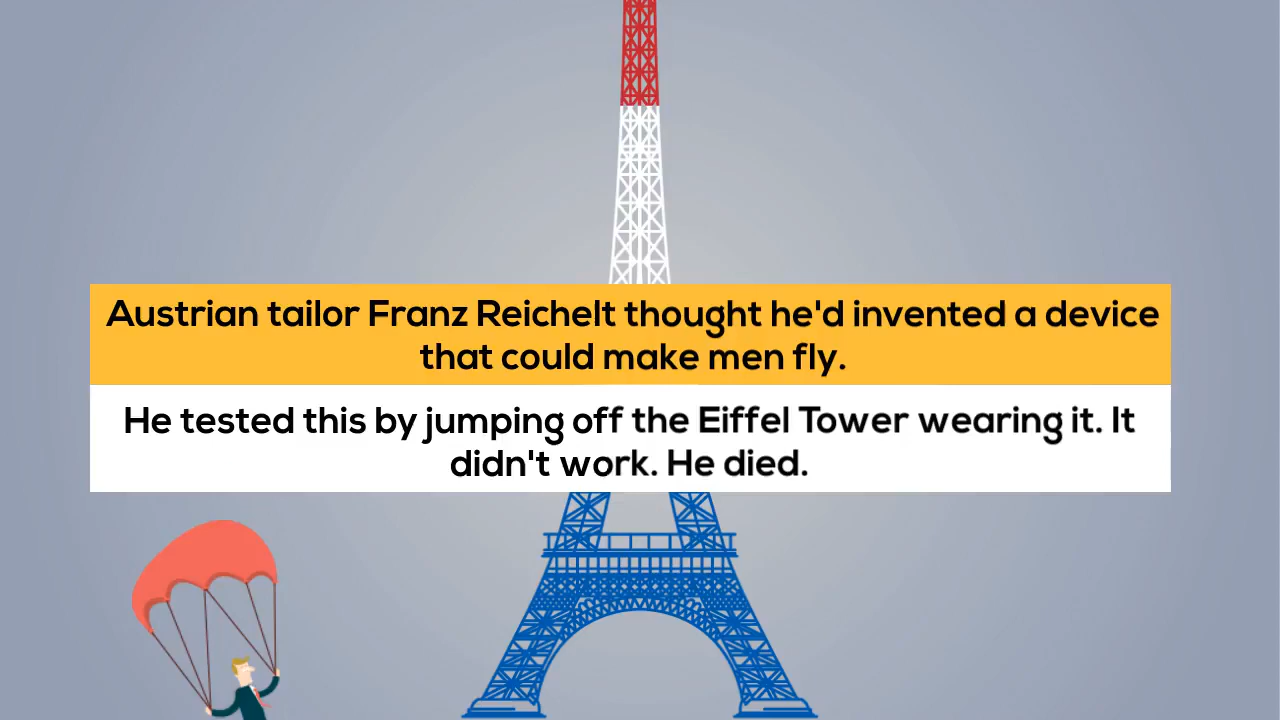 Austrian tailor Franz Reichelt thought he'd invented a device
that could make men fly.
He tested this by jumping off the Eiffel Tower wearing it. It
didn't work. He died.